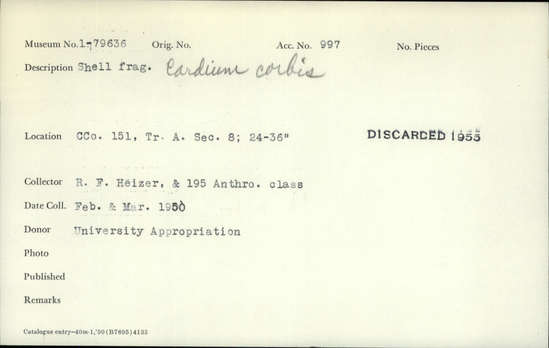 Museum No. 1-79636 Orig. No. Acc. No. 997 No. Pieces
Description Shell frag. Cardium corbis
Location CCo. 151, Tr. A. Sec. 8; 24-36" DISCARDED 1955
Collector R. F. Heizer, & 195 Anthro. class
Date Coll. Feb. & Mar. 1950
Donor University Appropriation
Photo
Published
Remarks
Catalogue entry—40m-1,'50 (B7695) 4133